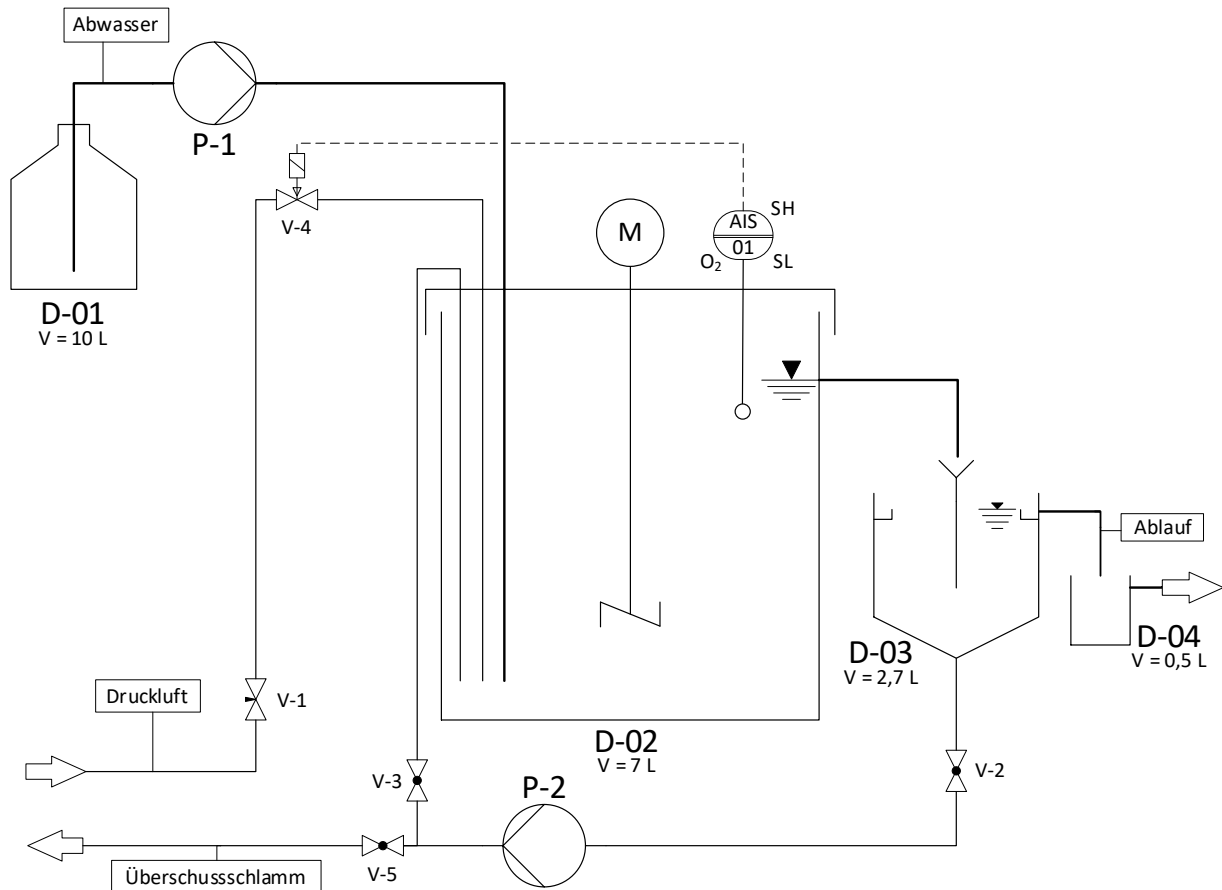 Abwasser
P-1
D-01
V = 10 L
V-4
M
AIS
01
SH
SL
O₂
Ablauf
D-03
V = 2,7 L
D-04
V = 0,5 L
Druckluft
V-1
D-02
V = 7 L
V-3
P-2
V-2
V-5
Überschussschlamm